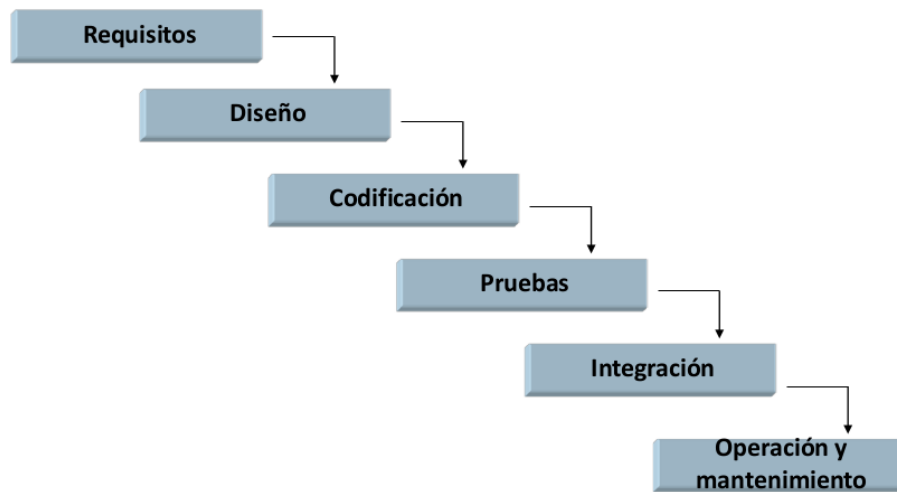 Requisitos
Diseño
Codificación
Pruebas
Integración
Operación y
mantenimiento